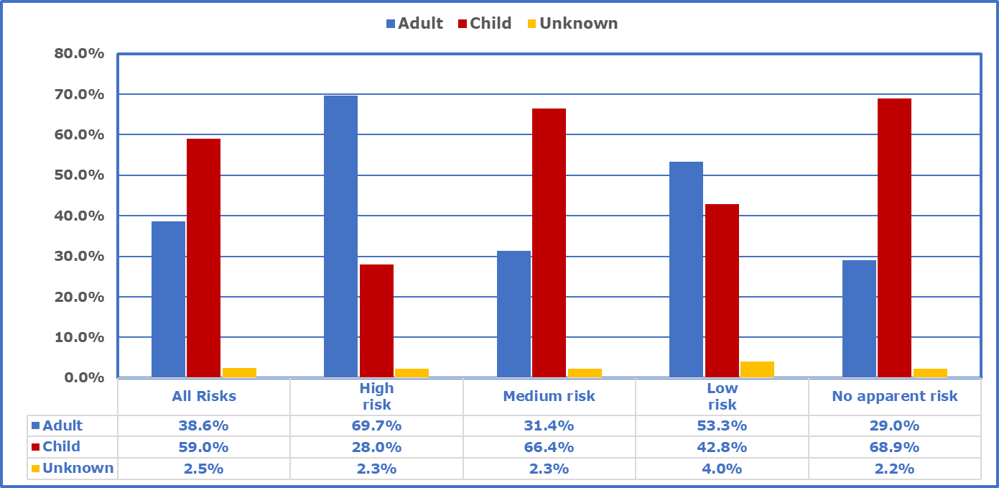 Adult Child Unknown
80.0%
70.0%
60.0%
50.0%
40.0%
30.0%
20.0%
10.0%
0.0%
All Risks High risk Medium risk Low risk No apparent risk
Adult 38.6% 69.7% 31.4% 53.3% 29.0%
Child 59.0% 28.0% 66.4% 42.8% 68.9%
Unknown 2.5% 2.3% 2.3% 4.0% 2.2%